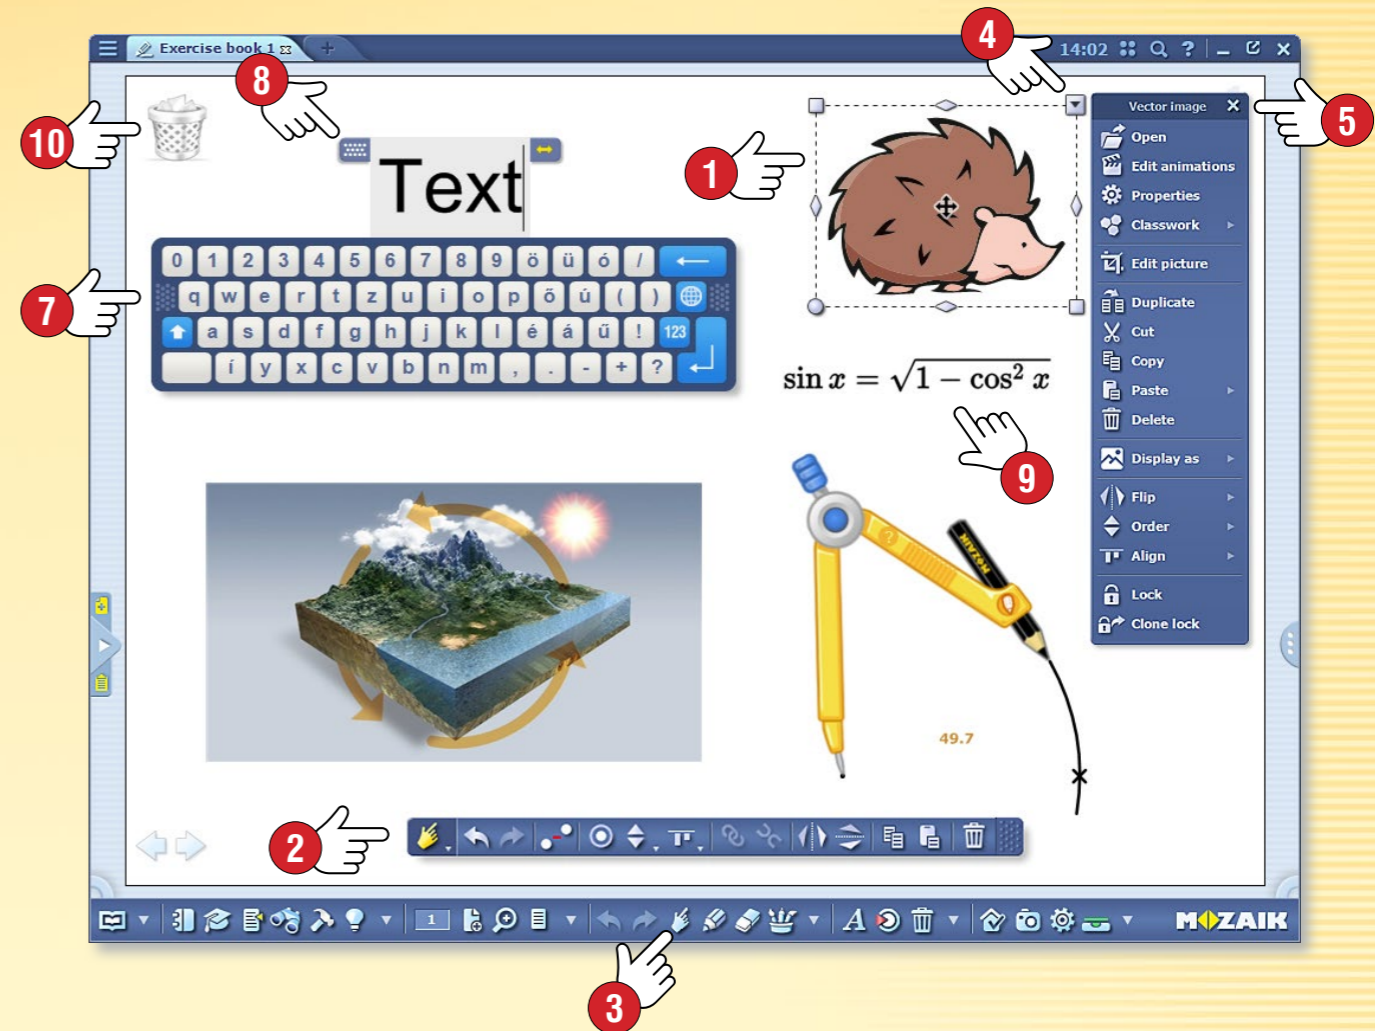 Exercise book 1
14:02
?
4
8
10
5
1
Vector image
Open
Edit animations
Properties
Classwork
Edit picture
Duplicate
Cut
Copy
Paste
Delete
Display as
Flip
Order
Align
Lock
Clone lock
Text
0 1 2 3 4 5 6 7 8 9 ö ü ó /
q w e r t z u i o p ő ú ( )
a s d f g h j k l é á ű ! 123
í y x c v b n m , . - + ?
7
sin x = √(1 − cos² x)
9
MOZAIK
49.7
2
1
A
MOZAIK
3